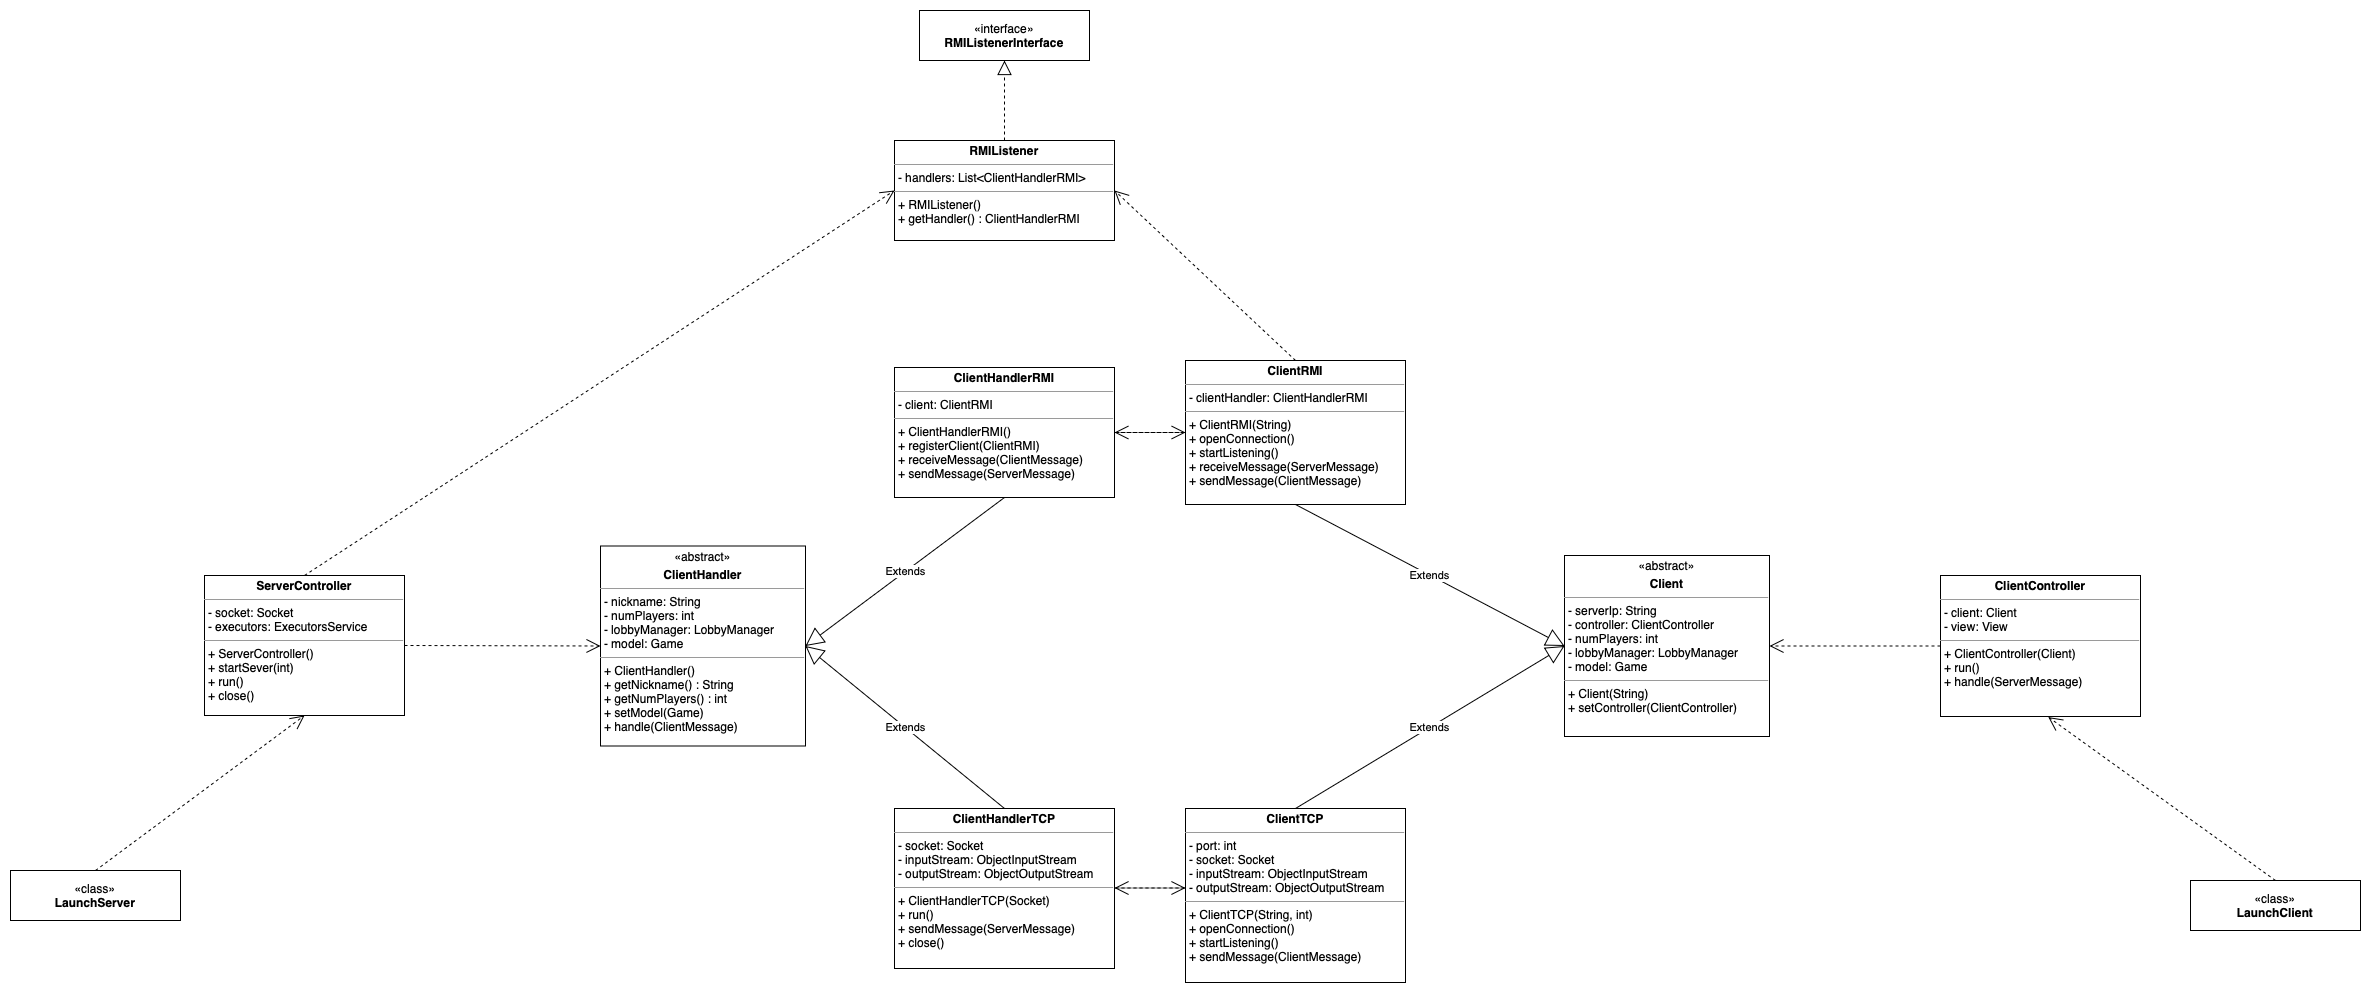 «interface»
RMIListenerInterface
RMIListener
- handlers: List<ClientHandlerRMI>
+ RMIListener()
+ getHandler() : ClientHandlerRMI
ClientHandlerRMI
- client: ClientRMI
+ ClientHandlerRMI()
+ registerClient(ClientRMI)
+ receiveMessage(ClientMessage)
+ sendMessage(ServerMessage)
ClientRMI
- clientHandler: ClientHandlerRMI
+ ClientRMI(String)
+ openConnection()
+ startListening()
+ receiveMessage(ServerMessage)
+ sendMessage(ClientMessage)
Extends
Extends
ServerController
- socket: Socket
- executors: ExecutorsService
+ ServerController()
+ startSever(int)
+ run()
+ close()
«abstract»
ClientHandler
- nickname: String
- numPlayers: int
- lobbyManager: LobbyManager
- model: Game
+ ClientHandler()
+ getNickname() : String
+ getNumPlayers() : int
+ setModel(Game)
+ handle(ClientMessage)
«abstract»
Client
- serverIp: String
- controller: ClientController
- numPlayers: int
- lobbyManager: LobbyManager
- model: Game
+ Client(String)
+ setController(ClientController)
ClientController
- client: Client
- view: View
+ ClientController(Client)
+ run()
+ handle(ServerMessage)
Extends
Extends
ClientHandlerTCP
- socket: Socket
- inputStream: ObjectInputStream
- outputStream: ObjectOutputStream
+ ClientHandlerTCP(Socket)
+ run()
+ sendMessage(ServerMessage)
+ close()
ClientTCP
- port: int
- socket: Socket
- inputStream: ObjectInputStream
- outputStream: ObjectOutputStream
+ ClientTCP(String, int)
+ openConnection()
+ startListening()
+ sendMessage(ClientMessage)
«class»
LaunchServer
«class»
LaunchClient